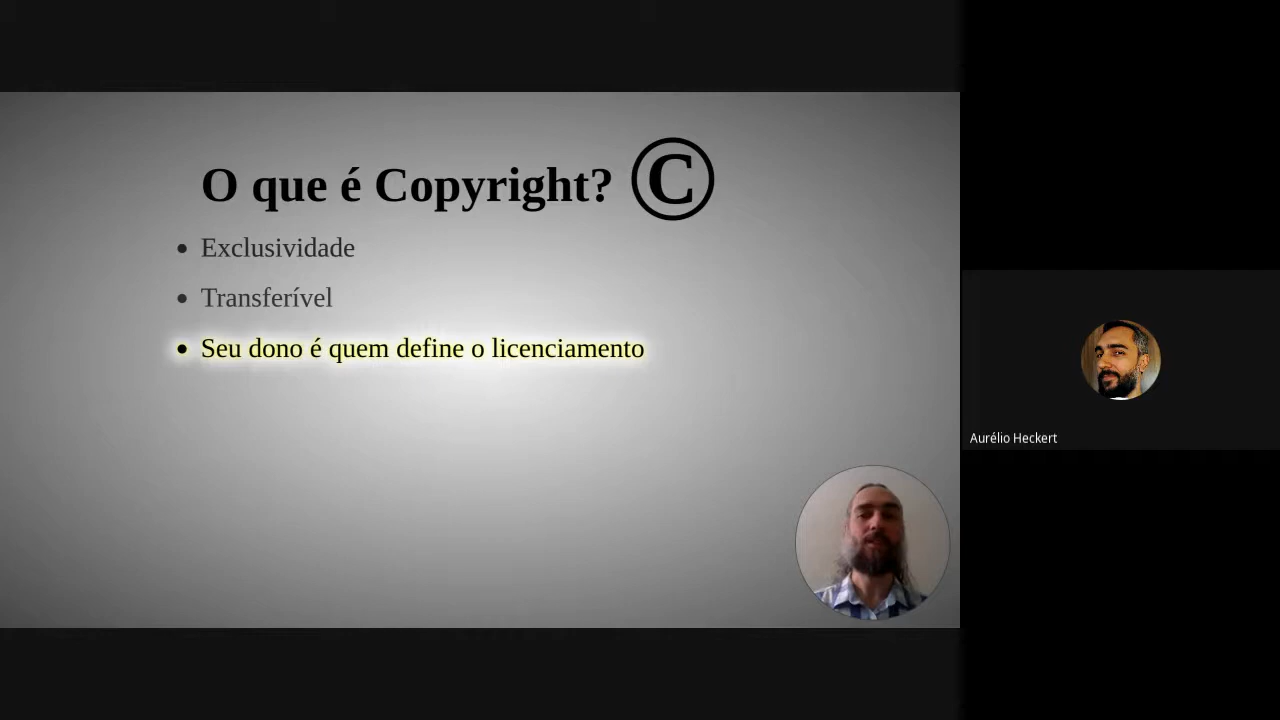 O que é Copyright? ©
Exclusividade
Transferível
Seu dono é quem define o licenciamento
Aurélio Heckert